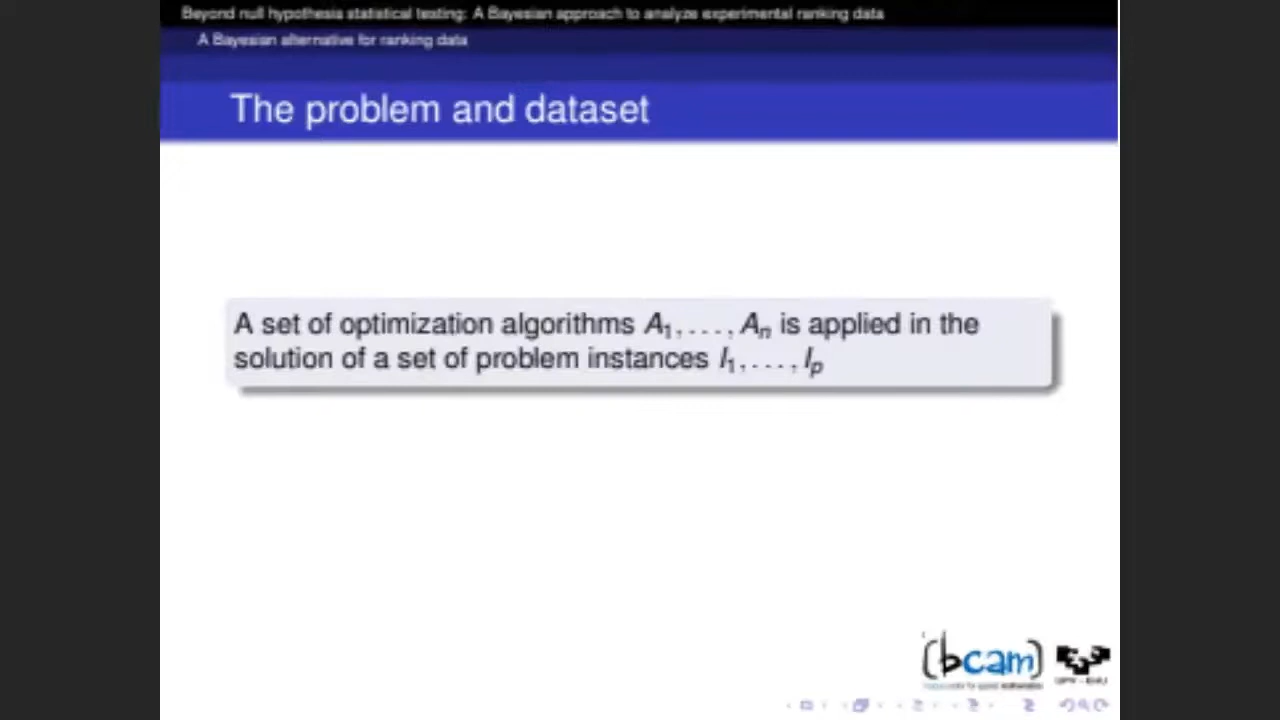 Beyond null hypothesis statistical testing: A Bayesian approach to analyze experimental ranking data
A Bayesian alternative for ranking data
The problem and dataset
A set of optimization algorithms A₁, . . . , Aₙ is applied in the
solution of a set of problem instances I₁, . . . , Iₚ
(bcam)